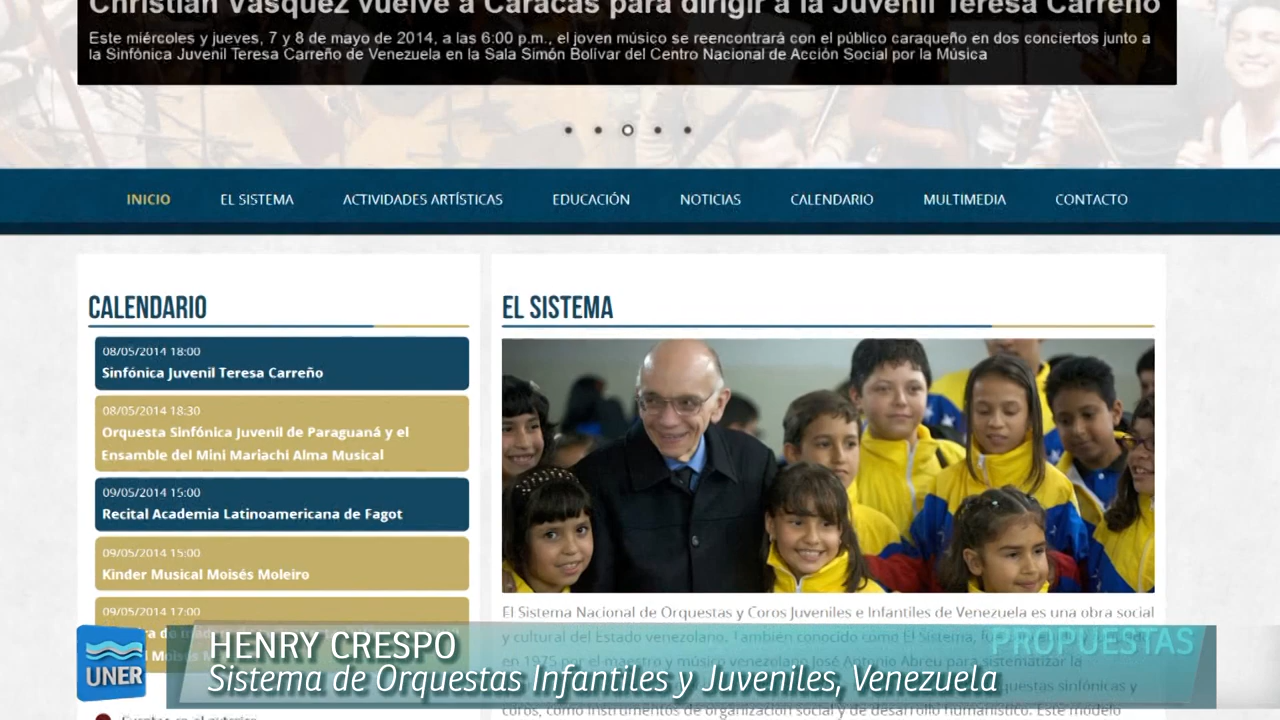 Christian Vásquez vuelve a Caracas para dirigir a la Juvenil Teresa Carreño
Este miércoles y jueves, 7 y 8 de mayo de 2014, a las 6:00 p.m., el joven músico se reencontrará con el público caraqueño en dos conciertos junto a
la Sinfónica Juvenil Teresa Carreño de Venezuela en la Sala Simón Bolívar del Centro Nacional de Acción Social por la Música
INICIO EL SISTEMA ACTIVIDADES ARTÍSTICAS EDUCACIÓN NOTICIAS CALENDARIO MULTIMEDIA CONTACTO
CALENDARIO
08/05/2014 18:00
Sinfónica Juvenil Teresa Carreño
08/05/2014 18:30
Orquesta Sinfónica Juvenil de Paraguaná y el
Ensamble del Mini Mariachi Alma Musical
09/05/2014 15:00
Recital Academia Latinoamericana de Fagot
09/05/2014 15:00
Kinder Musical Moisés Moleiro
09/05/2014 17:00
EL SISTEMA
El Sistema Nacional de Orquestas y Coros Juveniles e Infantiles de Venezuela es una obra social
y cultural del Estado venezolano. También conocido como El Sistema,
en 1975 por el maestro y músico venezolano José Antonio Abreu para sistematizar la
orquestas sinfónicas y
coros, como instrumentos de organización social y de desarrollo humanístico. Este modelo
PROPUESTAS
UNER
HENRY CRESPO
Sistema de Orquestas Infantiles y Juveniles, Venezuela